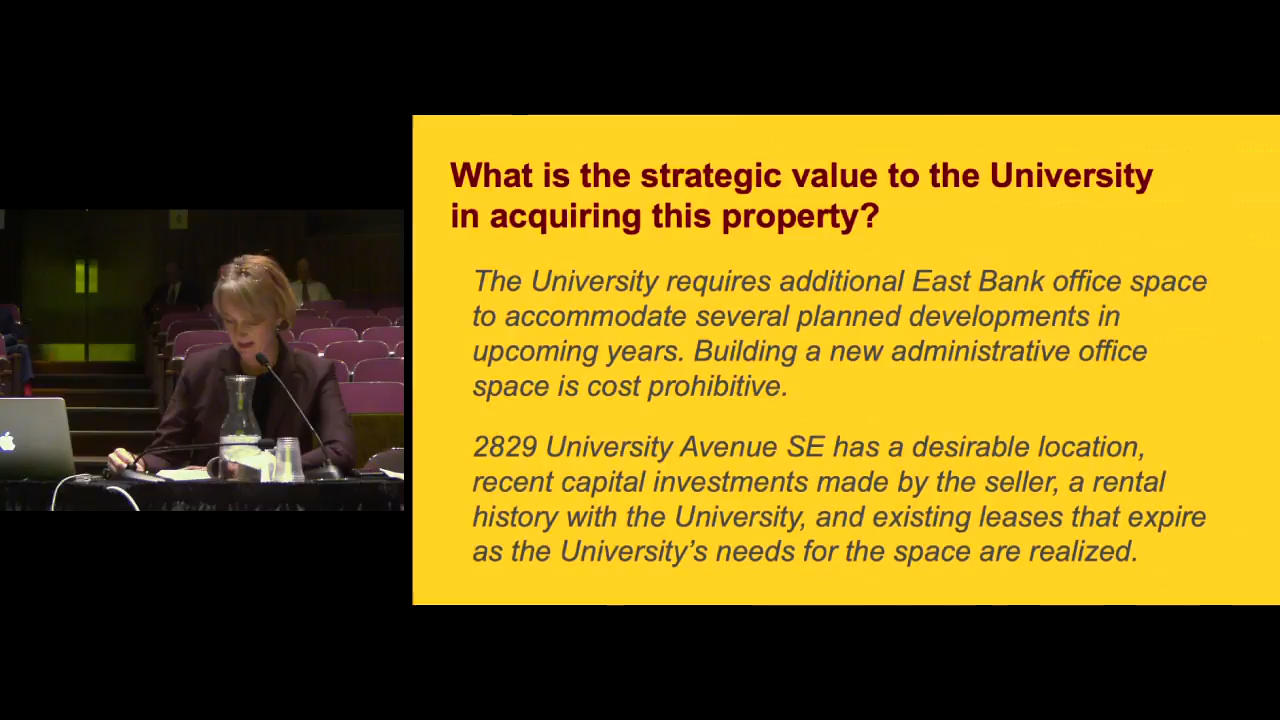 What is the strategic value to the University
in acquiring this property?
The University requires additional East Bank office space
to accommodate several planned developments in
upcoming years. Building a new administrative office
space is cost prohibitive.
2829 University Avenue SE has a desirable location,
recent capital investments made by the seller, a rental
history with the University, and existing leases that expire
as the University's needs for the space are realized.